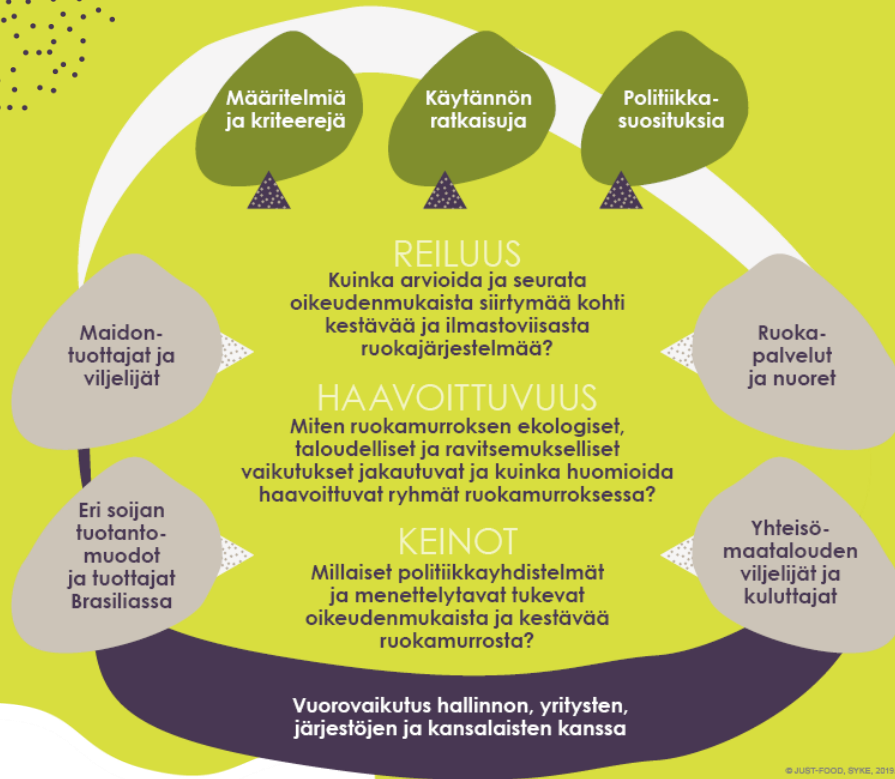 Määritelmiä
ja kriteerejä
Käytännön
ratkaisuja
Politiikka-
suosituksia
REILUUS
Kuinka arvioida ja seurata
oikeudenmukaista siirtymää kohti
kestävää ja ilmastoviisasta
ruokajärjestelmää?
Maidon-
tuottajat ja
viljelijät
Ruoka-
palvelut
ja nuoret
HAAVOITTUVUUS
Miten ruokamurroksen ekologiset,
taloudelliset ja ravitsemukselliset
vaikutukset jakautuvat ja kuinka huomioida
haavoittuvat ryhmät ruokamurroksessa?
Eri soijan
tuotanto-
muodot
ja tuottajat
Brasiliassa
Yhteisö-
maatalouden
viljelijät ja
kuluttajat
KEINOT
Millaiset politiikkayhdistelmät
ja menettelytavat tukevat
oikeudenmukaista ja kestävää
ruokamurrosta?
Vuorovaikutus hallinnon, yritysten,
järjestöjen ja kansalaisten kanssa
© JUST-FOOD, SYKE, 2019